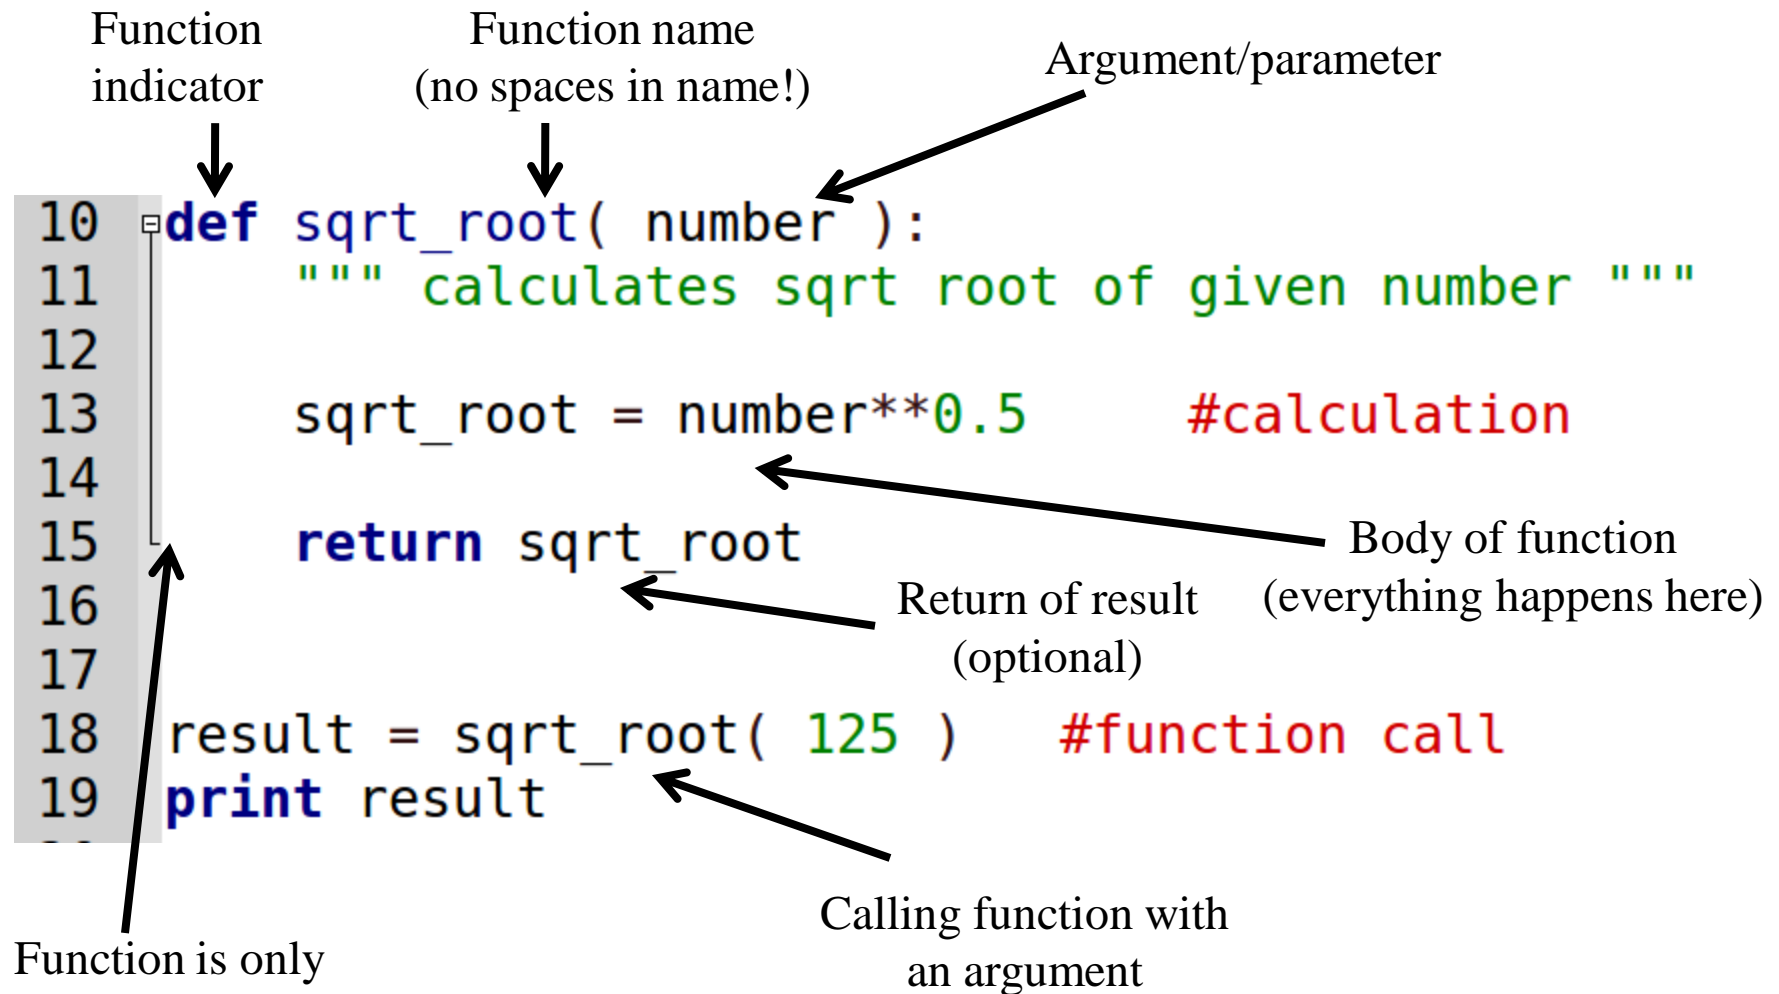 Function
indicator
Function name
(no spaces in name!)
Argument/parameter
10 def sqrt_root( number ):
11 """ calculates sqrt root of given number """
12
13 sqrt_root = number**0.5 #calculation
14
15 return sqrt_root
16
17
18 result = sqrt_root( 125 ) #function call
19 print result
Body of function
(everything happens here)
Return of result
(optional)
Calling function with
an argument
Function is only